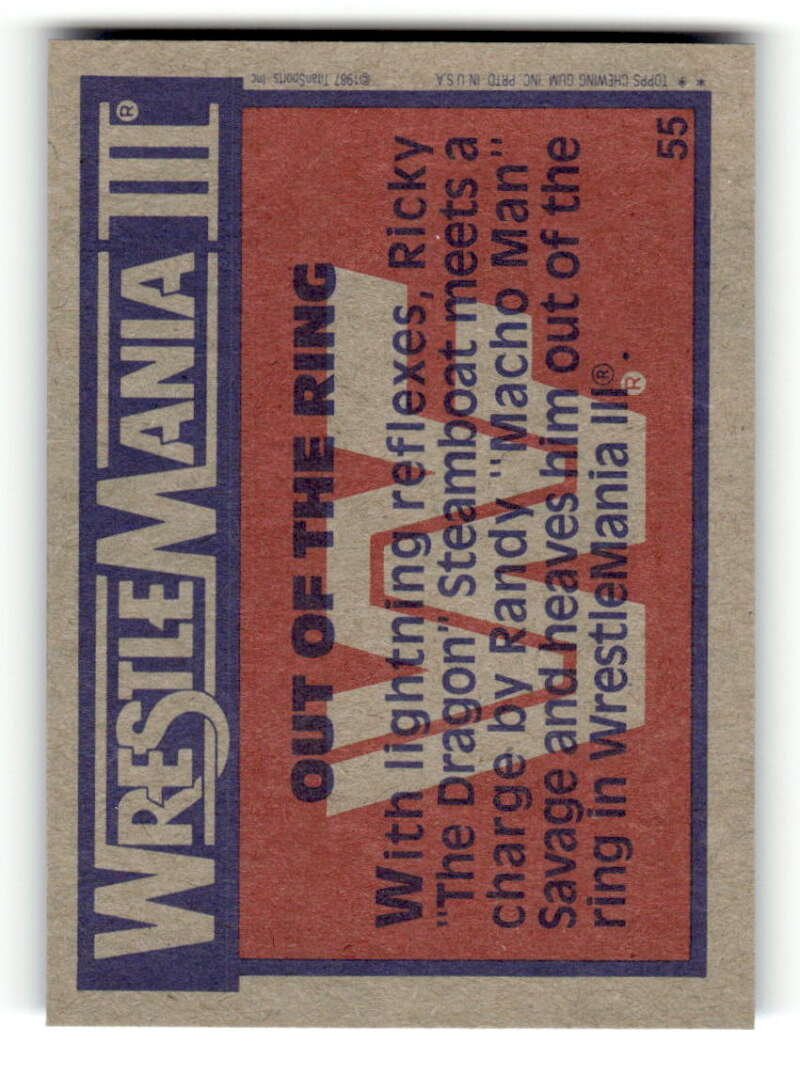 WRESTLEMANIA III®
OUT OF THE RING
With lightning reflexes, Ricky
"The Dragon" Steamboat meets a
charge by Randy "Macho Man"
Savage and heaves him out of the
ring in WrestleMania III®.
®
55
©1987 TitanSports, Inc
* * TOPPS CHEWING GUM, INC. PRTD. IN U.S.A.